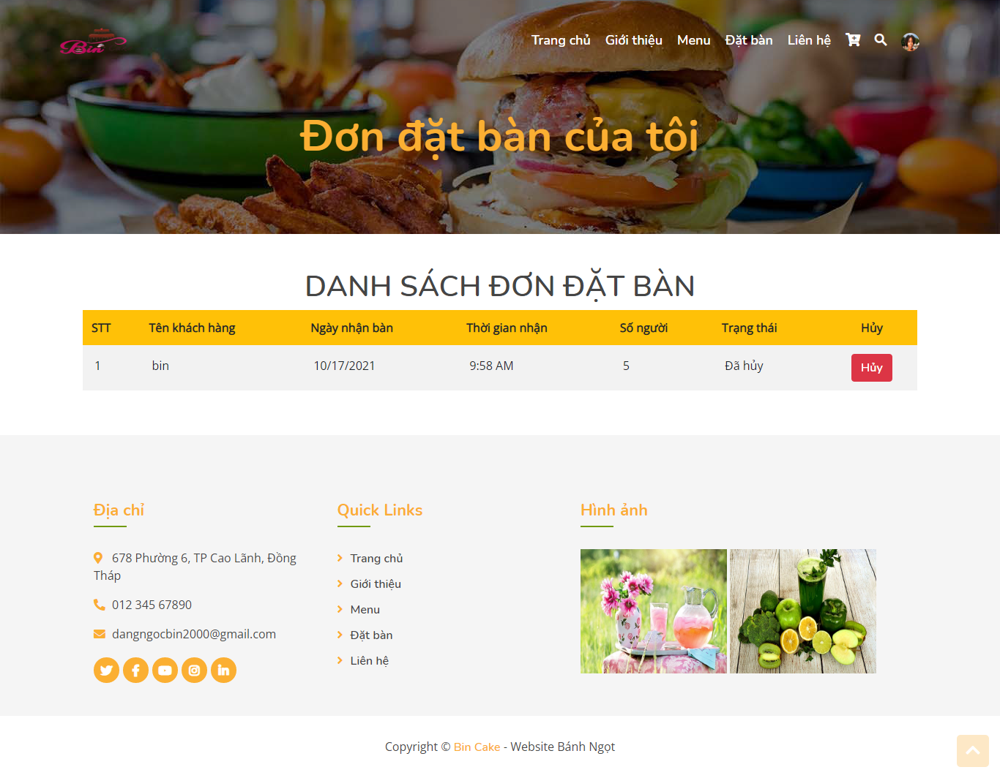 Bin
Trang chủ Giới thiệu Menu Đặt bàn Liên hệ
Đơn đặt bàn của tôi
DANH SÁCH ĐƠN ĐẶT BÀN
STT Tên khách hàng Ngày nhận bàn Thời gian nhận Số người Trạng thái Hủy
1 bin 10/17/2021 9:58 AM 5 Đã hủy Hủy
Địa chỉ
678 Phường 6, TP Cao Lãnh, Đồng
Tháp
012 345 67890
dangngocbin2000@gmail.com
Quick Links
Trang chủ
Giới thiệu
Menu
Đặt bàn
Liên hệ
Hình ảnh
Copyright © Bin Cake - Website Bánh Ngọt